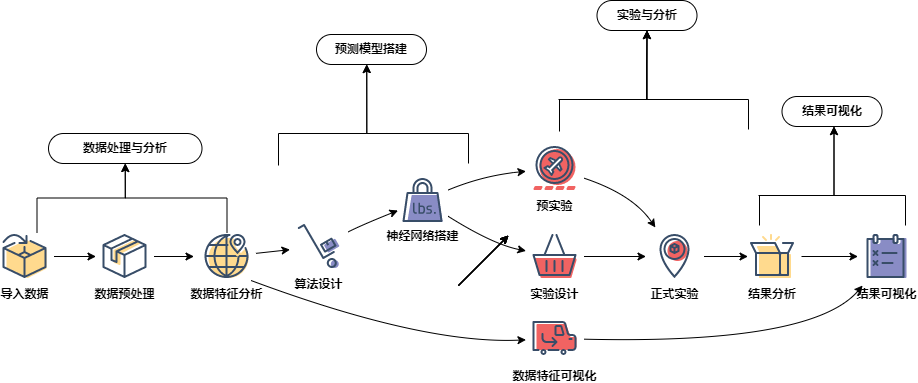 实验与分析
预测模型搭建
结果可视化
数据处理与分析
lbs.
预实验
神经网络搭建
导入数据
数据预处理
数据特征分析
算法设计
实验设计
正式实验
结果分析
结果可视化
数据特征可视化